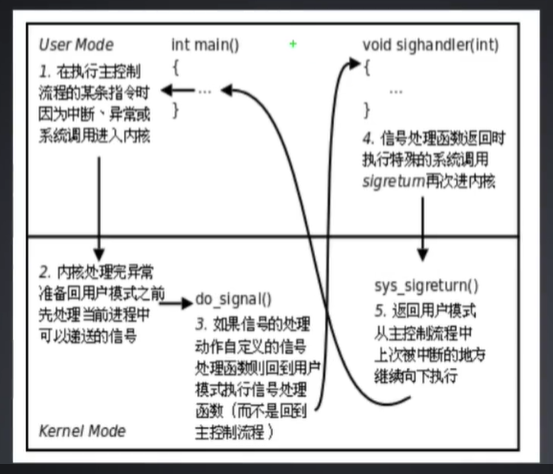 User Mode
int main()
{
...
}
void sighandler(int)
{
...
}
1. 在执行主控制
流程的某条指令时
因为中断、异常或
系统调用进入内核
4. 信号处理函数返回时
执行特殊的系统调用
sigreturn再次进内核
2. 内核处理完异常
准备回用户模式之前
先处理当前进程中
可以递送的信号
do_signal()
3. 如果信号的处理
动作自定义的信号
处理函数则回到用户
模式执行信号处理
函数（而不是回到
主控制流程）
sys_sigreturn()
5. 返回用户模式
从主控制流程中
上次被中断的地方
继续向下执行
Kernel Mode